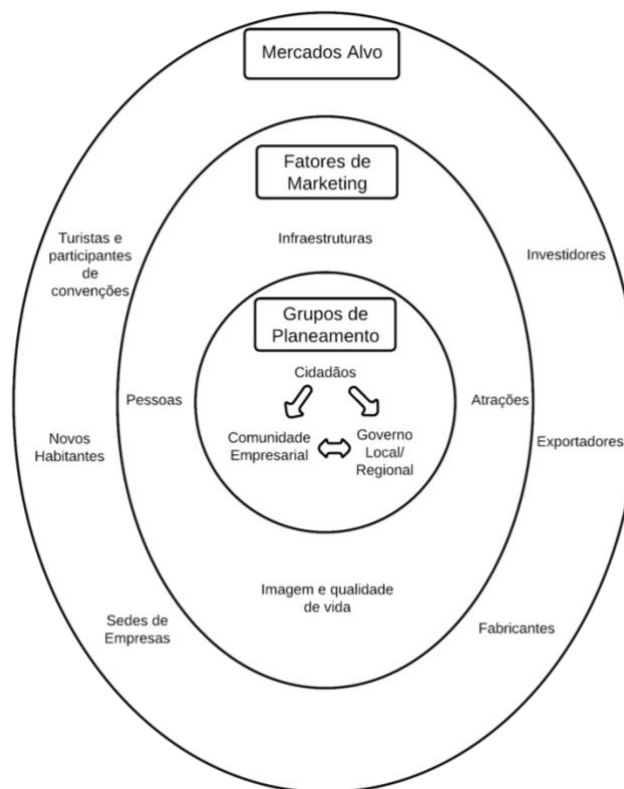 Mercados Alvo
Fatores de
Marketing
Infraestruturas
Turistas e
participantes
de
convenções
Investidores
Grupos de
Planeamento
Cidadãos
Pessoas
Atrações
Comunidade
Empresarial
Governo
Local/
Regional
Novos
Habitantes
Exportadores
Imagem e qualidade
de vida
Sedes de
Empresas
Fabricantes